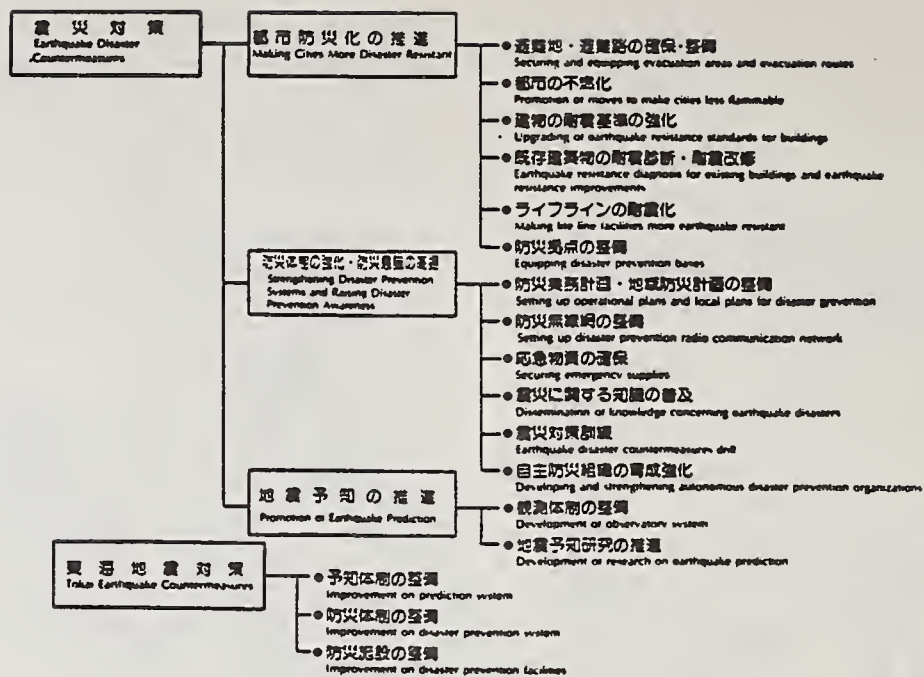 震災対策
Earthquake Disaster
Countermeasures
都市防災化の推進
Making Cities More Disaster Resistant
●避難地・避難路の確保・整備
Securing and equipping evacuation areas and evacuation routes
●都市の不燃化
Promotion of moves to make cities less flammable
●建物の耐震基準の強化
Upgrading of earthquake resistance standards for buildings
●既存建築物の耐震診断・耐震改修
Earthquake resistance diagnosis for existing buildings and earthquake
resistance improvements
●ライフラインの耐震化
Making life line facilities more earthquake resistant
●防災拠点の整備
Equipping disaster prevention bases
防災体制の強化・防災意識の高揚
Strengthening Disaster Prevention
Systems and Raising Disaster
Prevention Awareness
●防災業務計画・地域防災計画の整備
Setting up operational plans and local plans for disaster prevention
●防災無線網の整備
Setting up disaster prevention radio communication network
●応急物資の確保
Securing emergency supplies
●震災に関する知識の普及
Dissemination of knowledge concerning earthquake disasters
●震災対策訓練
Earthquake disaster countermeasures drill
●自主防災組織の育成強化
Developing and strengthening autonomous disaster prevention organizations
地震予知の推進
Promotion of Earthquake Prediction
●観測体制の整備
Development of observatory system
●地震予知研究の推進
Development of research on earthquake prediction
東海地震対策
Tokai Earthquake Countermeasures
●予知体制の整備
Improvement on prediction system
●防災体制の整備
Improvement on disaster prevention system
●防災施設の整備
Improvement on disaster prevention facilities